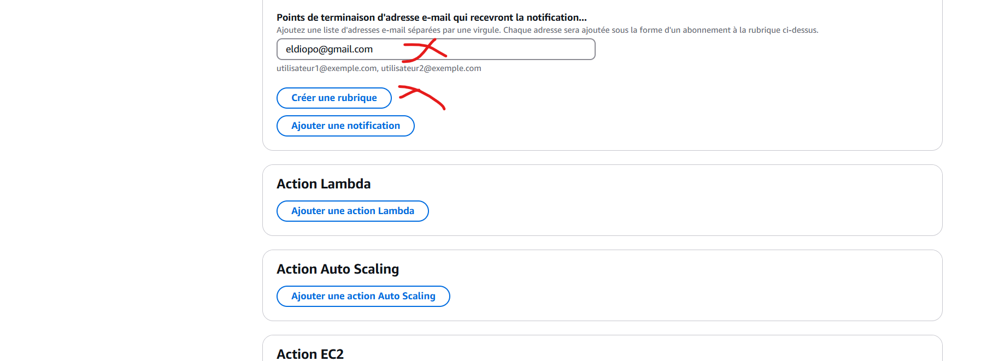 Points de terminaison d'adresse e-mail qui recevront la notification...
Ajoutez une liste d'adresses e-mail séparées par une virgule. Chaque adresse sera ajoutée sous la forme d'un abonnement à la rubrique ci-dessus.
eldiopo@gmail.com
utilisateur1@exemple.com, utilisateur2@exemple.com
Créer une rubrique
Ajouter une notification
Action Lambda
Ajouter une action Lambda
Action Auto Scaling
Ajouter une action Auto Scaling
Action EC2